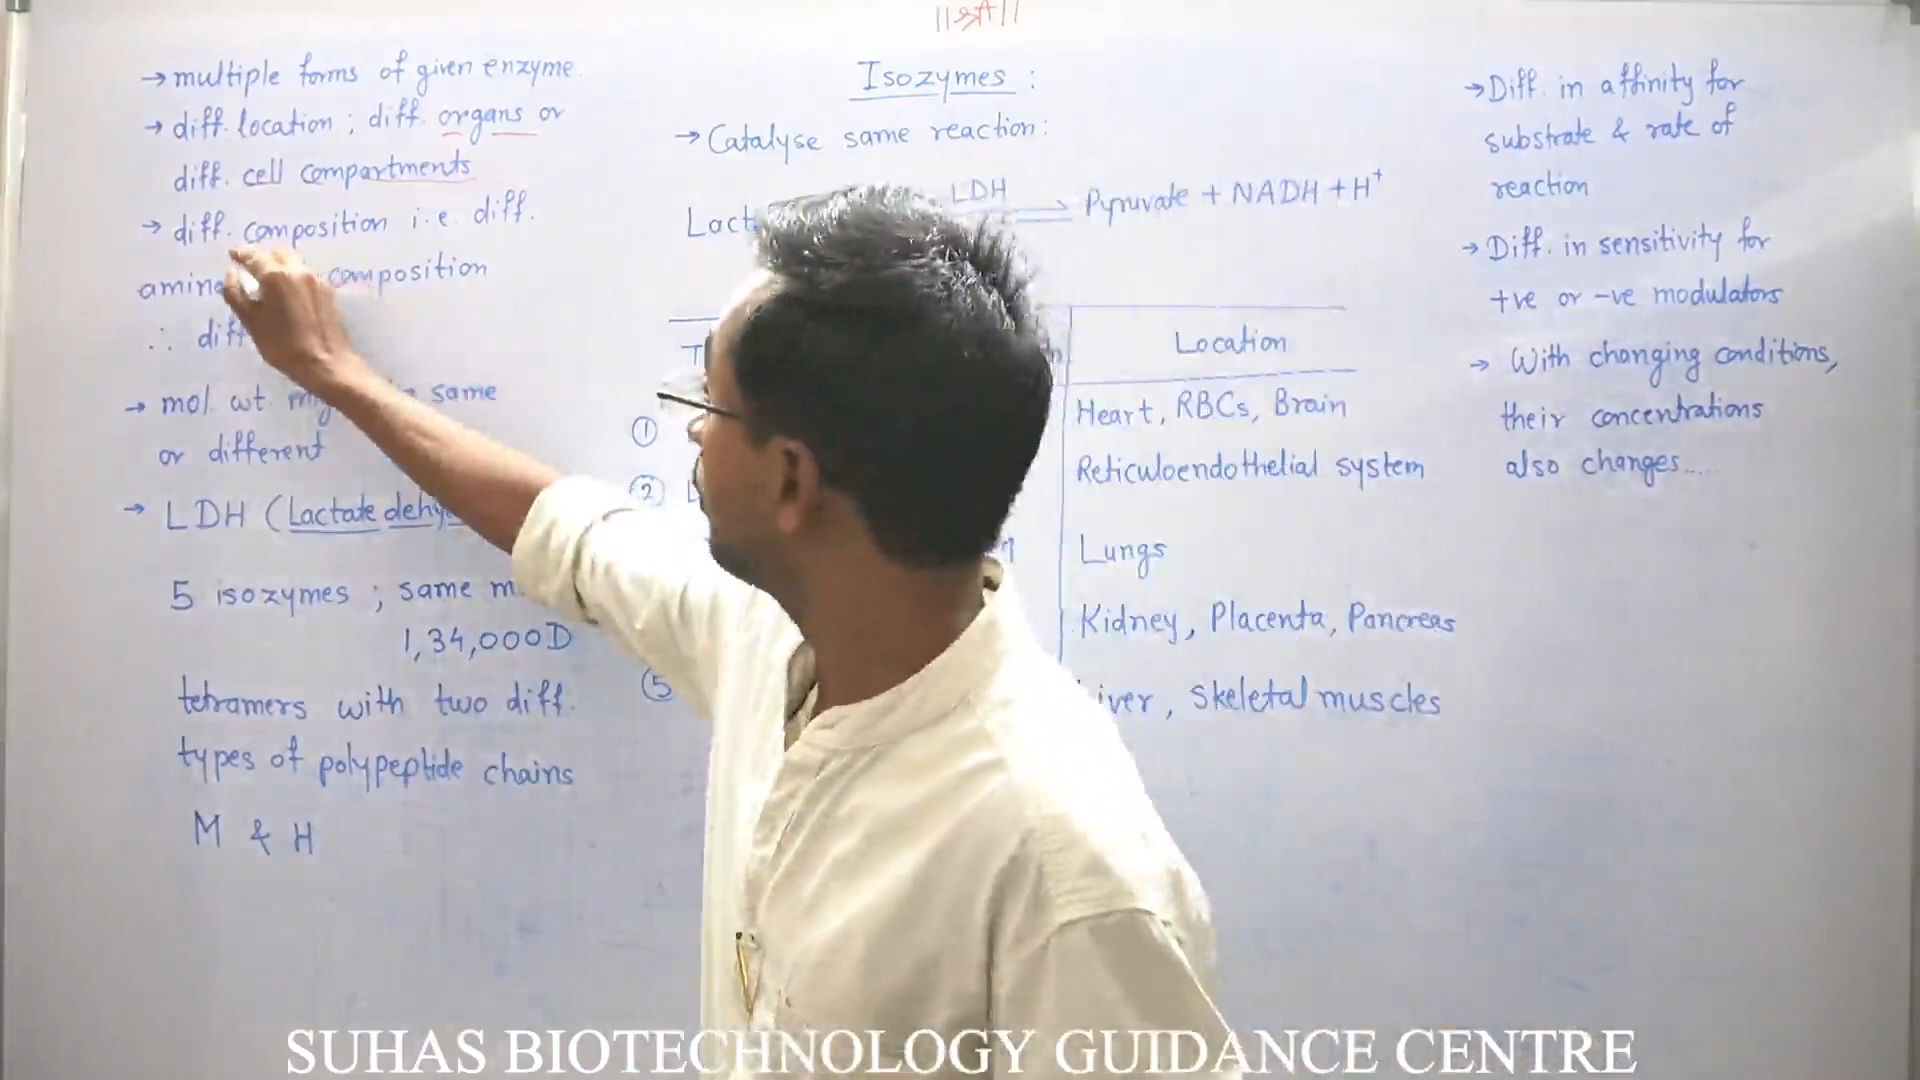 ||श्री||
→ multiple forms of given enzyme
→ diff. location ; diff. organs or
diff. cell compartments
→ diff. composition i.e. diff.
amino composition
∴ diff
→ mol. wt. same
or different
→ LDH (Lactate dehy
5 isozymes ; same m.
1,34,000D
tetramers with two diff.
types of polypeptide chains
M & H
Isozymes :
→ Catalyse same reaction :
Lact LDH Pyruvate + NADH + H⁺
Location
① Heart, RBCs, Brain
② Reticuloendothelial system
Lungs
Kidney, Placenta, Pancreas
⑤ iver, Skeletal muscles
→ Diff. in affinity for
substrate & rate of
reaction
→ Diff. in sensitivity for
+ve or -ve modulators
→ With changing conditions,
their concentrations
also changes.....
SUHAS BIOTECHNOLOGY GUIDANCE CENTRE